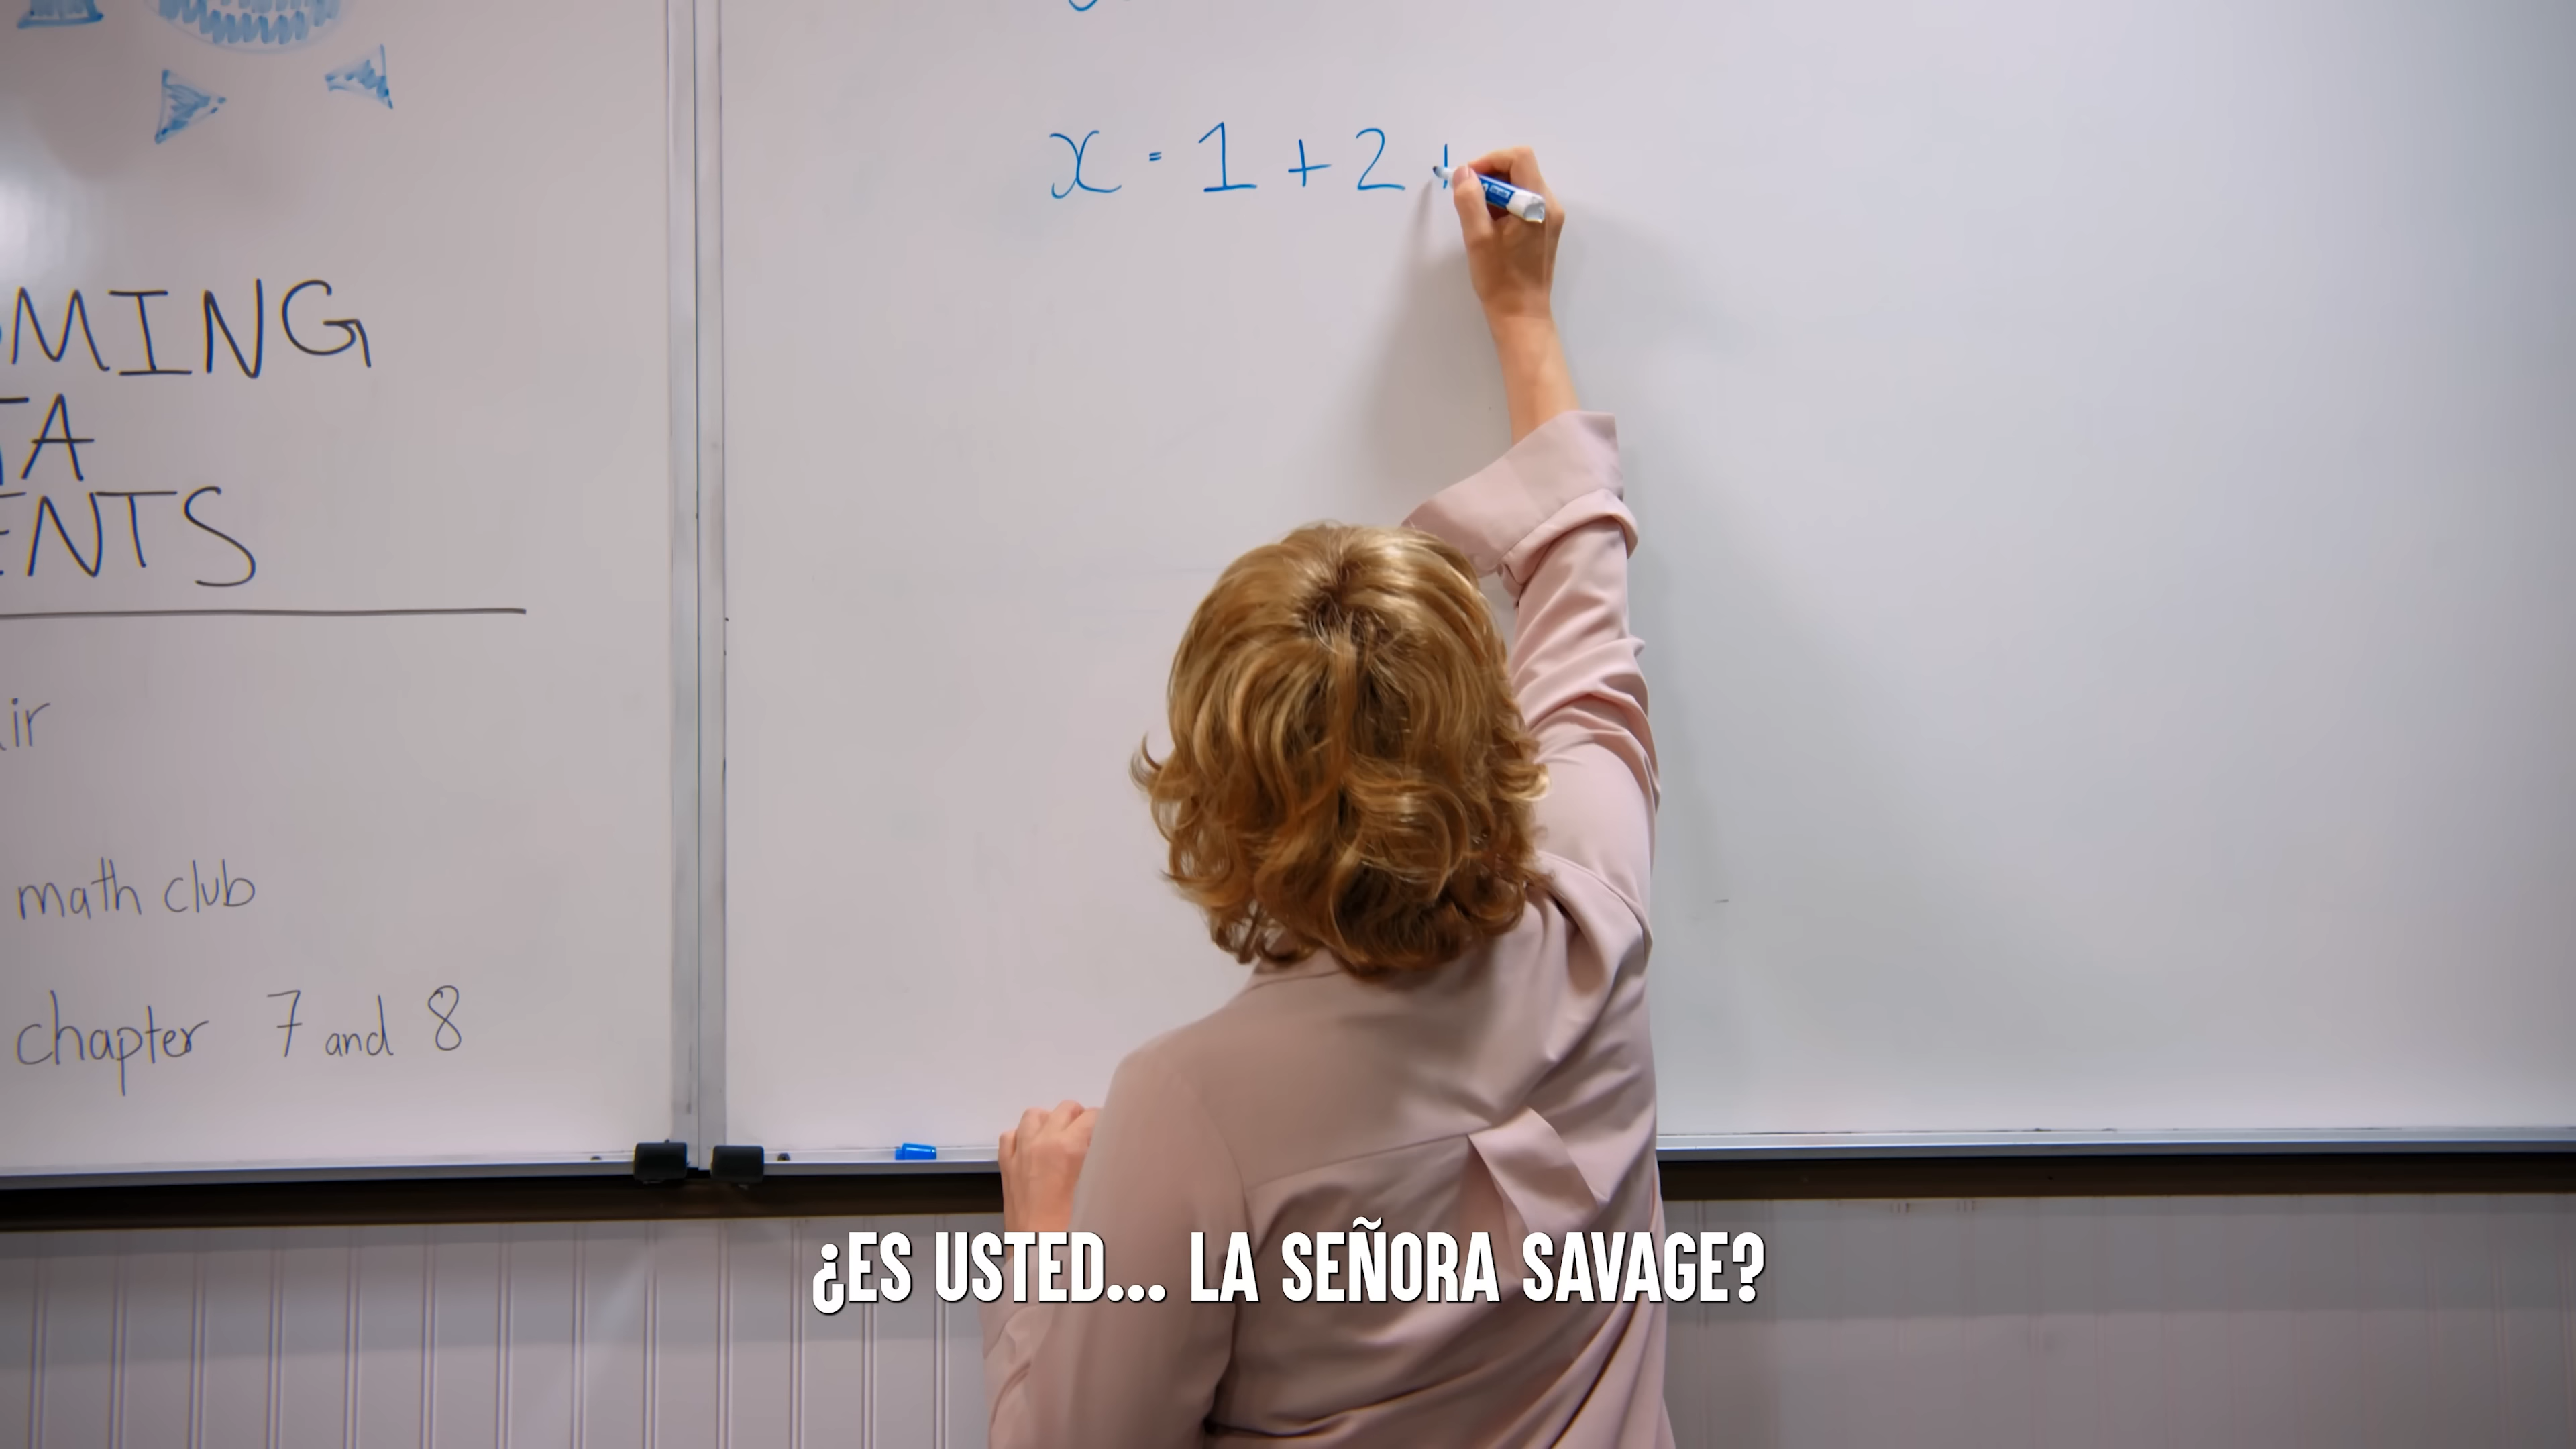 MING
TA
ENTS
ir
math club
chapter 7 and 8
x = 1 + 2 +
¿ES USTED... LA SEÑORA SAVAGE?